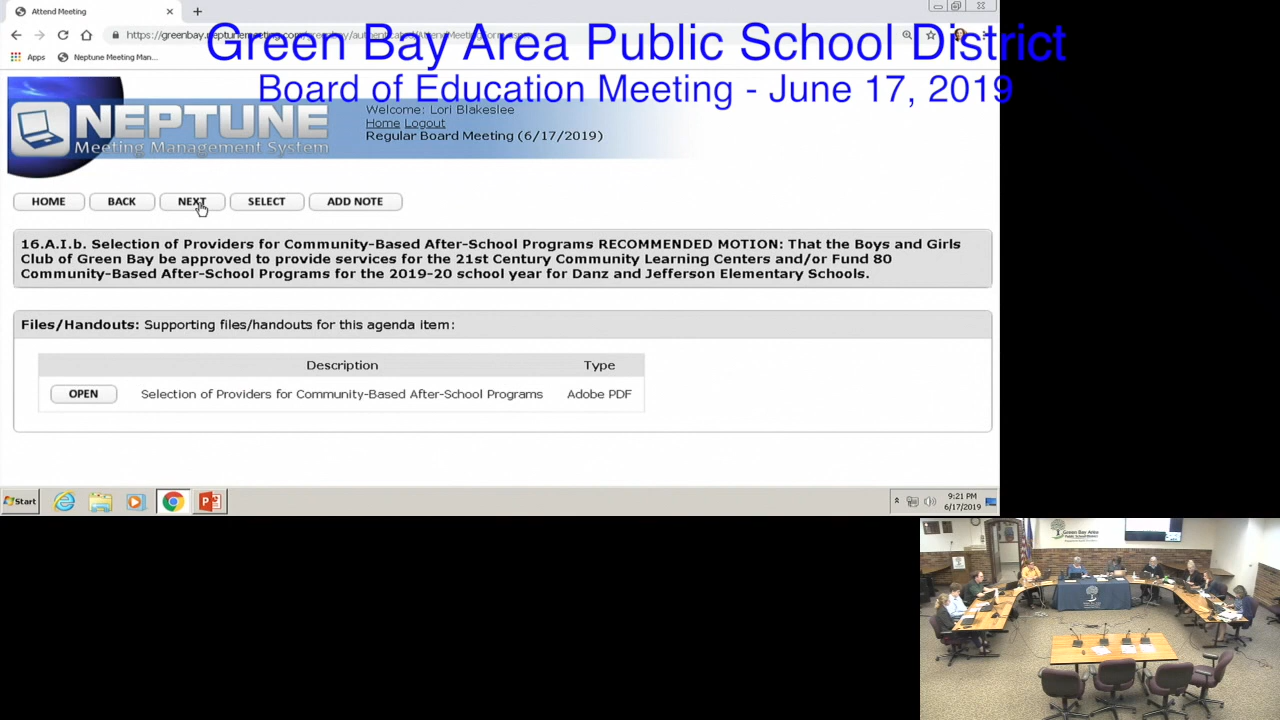 Attend Meeting
Green Bay Area Public School District
Apps
Neptune Meeting Man...
Board of Education Meeting - June 17, 2019
NEPTUNE
Meeting Management System
Welcome: Lori Blakeslee
Home Logout
Regular Board Meeting (6/17/2019)
HOME BACK NEXT SELECT ADD NOTE
16.A.I.b. Selection of Providers for Community-Based After-School Programs RECOMMENDED MOTION: That the Boys and Girls
Club of Green Bay be approved to provide services for the 21st Century Community Learning Centers and/or Fund 80
Community-Based After-School Programs for the 2019-20 school year for Danz and Jefferson Elementary Schools.
Files/Handouts: Supporting files/handouts for this agenda item:
Description Type
OPEN Selection of Providers for Community-Based After-School Programs Adobe PDF
Start
9:21 PM
6/17/2019
Green Bay Area
Public School District